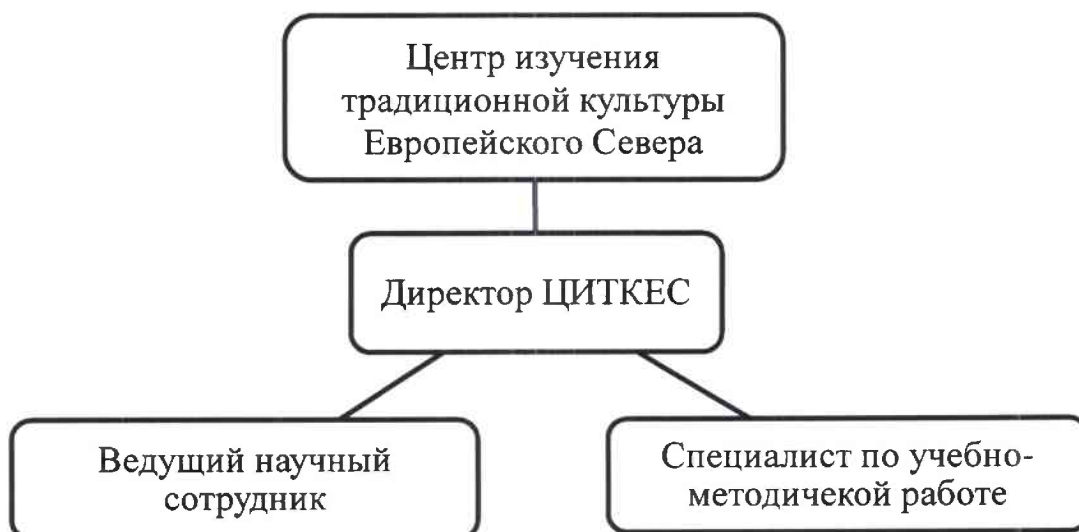 Центр изучения
традиционной культуры
Европейского Севера
Директор ЦИТКЕС
Ведущий научный
сотрудник
Специалист по учебно-
методичекой работе